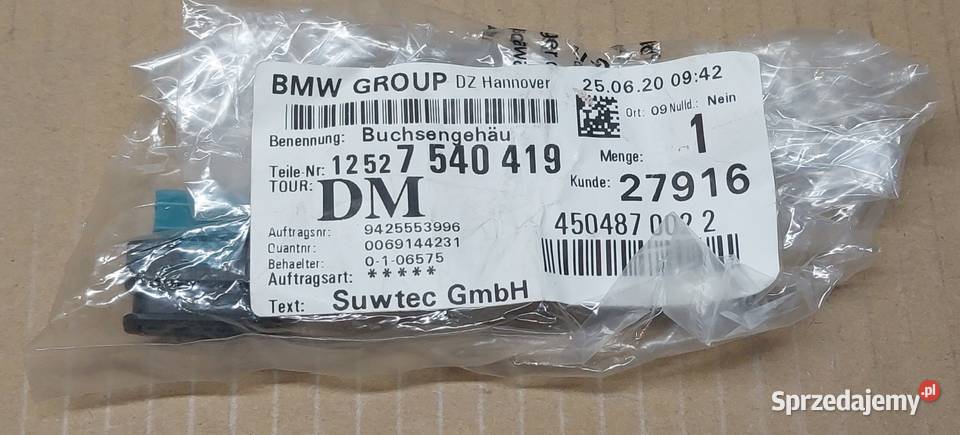 BMW GROUP DZ Hannover
25.06.20 09:42
Ort: 09 Nulld.: Nein
Benennung: Buchsengehäu
Menge: 1
Teile-Nr: 12 52 7 540 419
TOUR: DM
Kunde: 27916
Auftragsnr: 9425553996
Quantnr: 0069144231
Behaelter: 0-1-06575
Auftragsart: *****
Text: Suwtec GmbH
450487 2
Sprzedajemy.pl